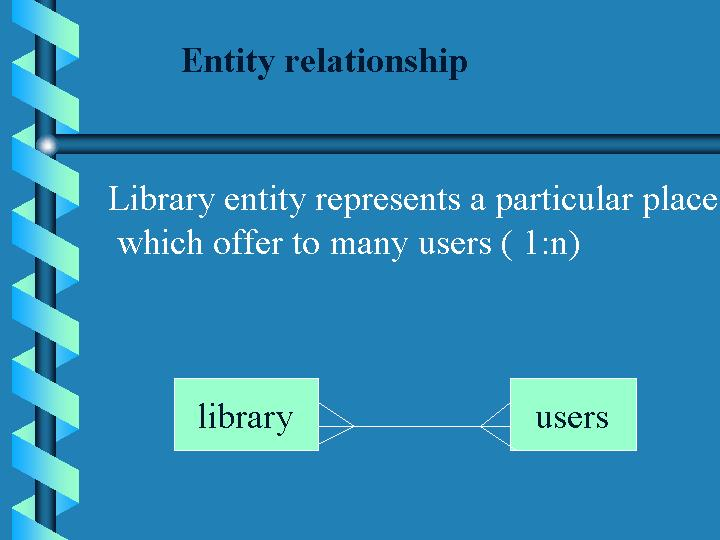 Entity relationship
Library entity represents a particular place
which offer to many users ( 1:n)
library
users